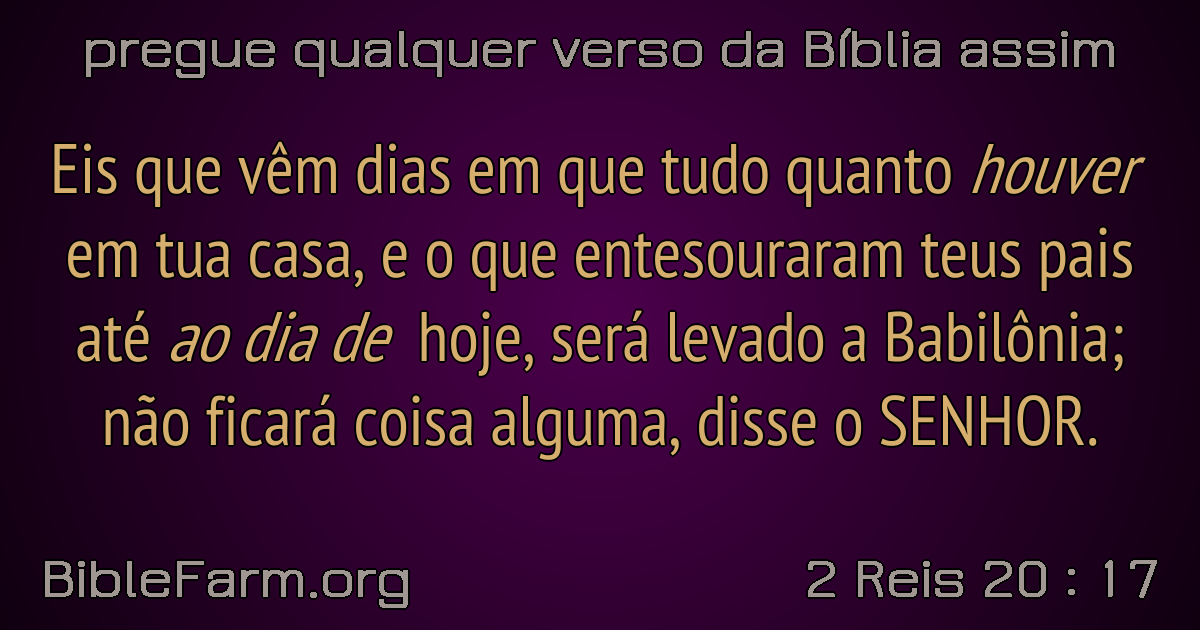 pregue qualquer verso da Bíblia assim
Eis que vêm dias em que tudo quanto houver
em tua casa, e o que entesouraram teus pais
até ao dia de hoje, será levado a Babilônia;
não ficará coisa alguma, disse o SENHOR.
BibleFarm.org
2 Reis 20 : 17